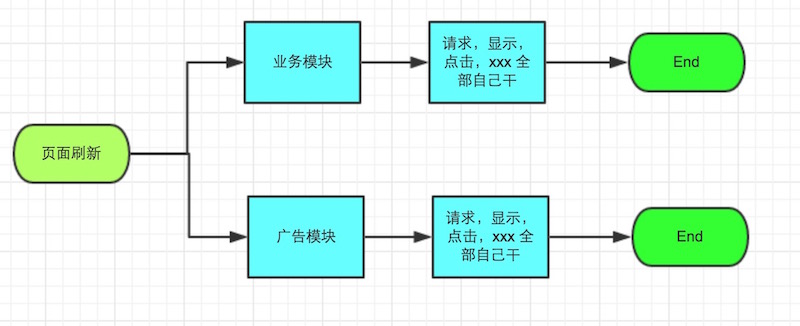 页面刷新
业务模块
请求，显示，
点击，xxx 全
部自己干
End
广告模块
请求，显示，
点击，xxx 全
部自己干
End